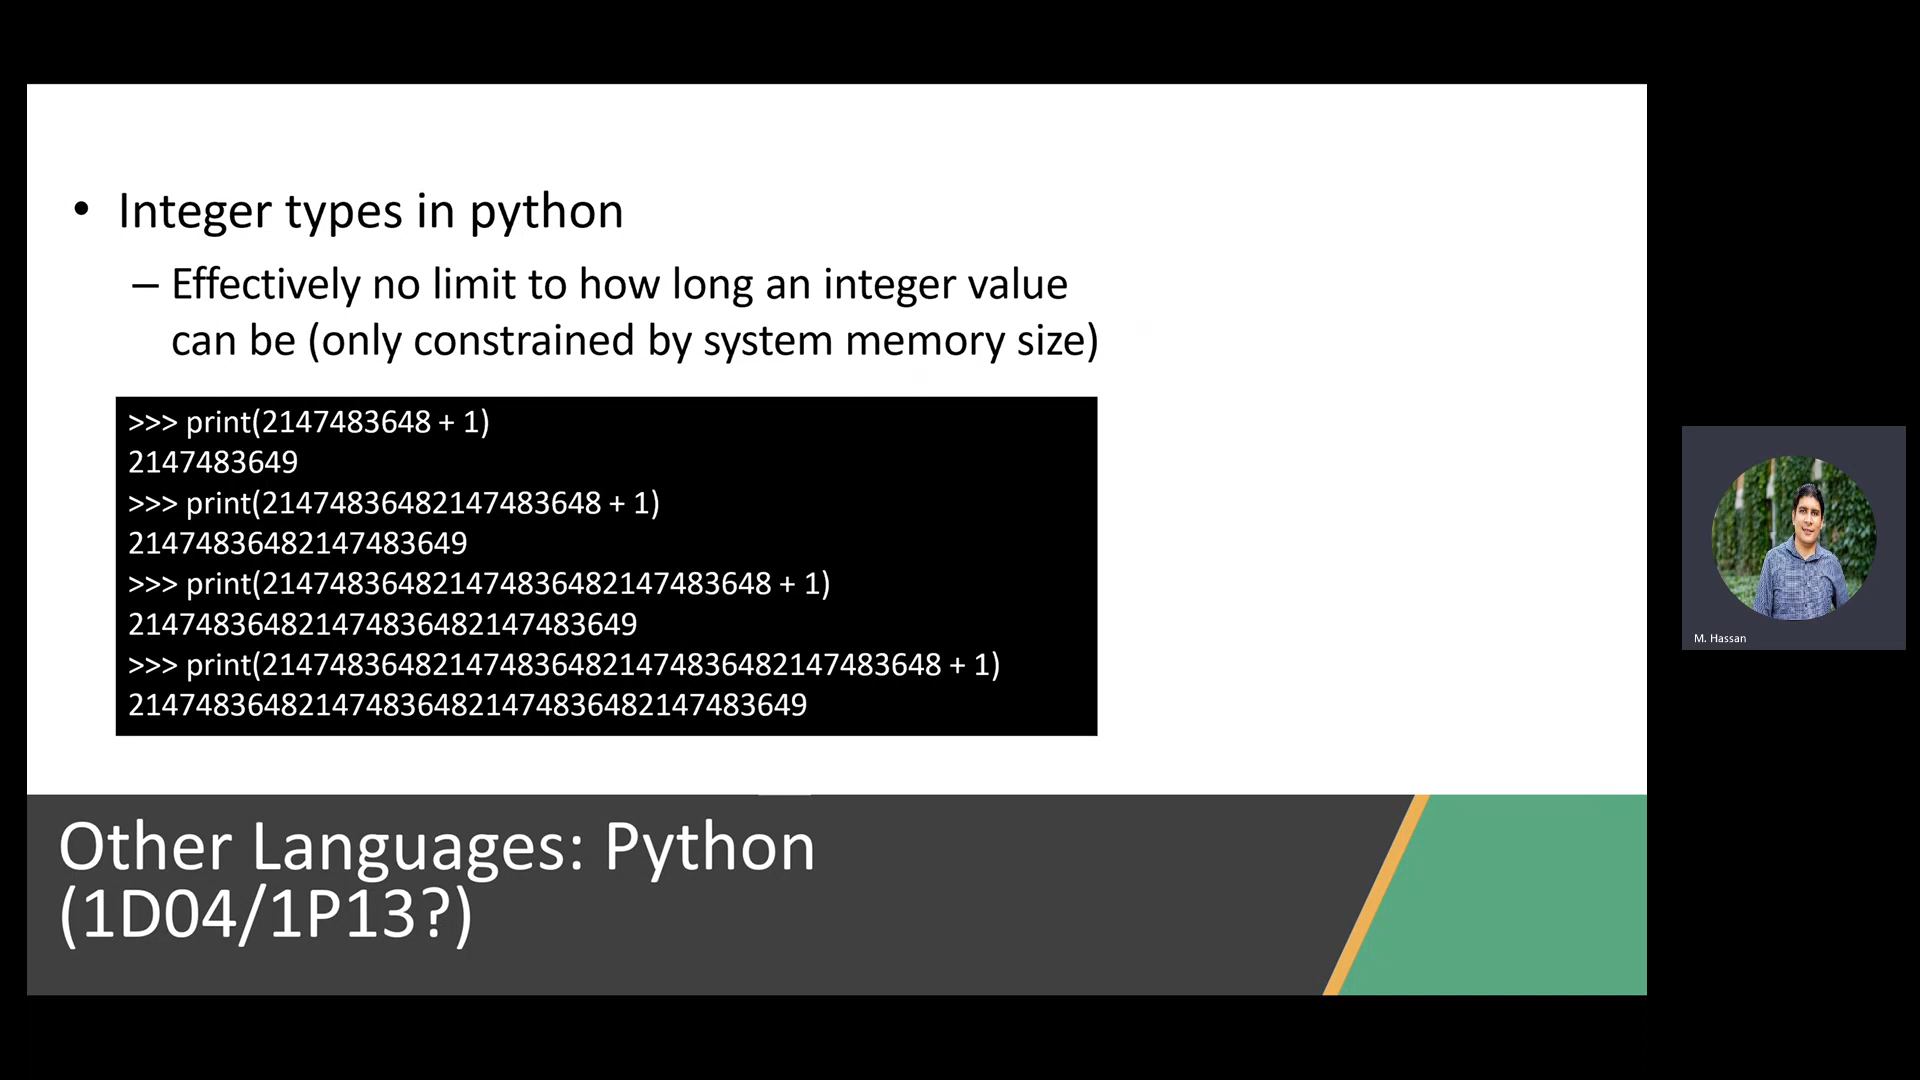 • Integer types in python
– Effectively no limit to how long an integer value
can be (only constrained by system memory size)
>>> print(2147483648 + 1)
2147483649
>>> print(21474836482147483648 + 1)
21474836482147483649
>>> print(214748364821474836482147483648 + 1)
214748364821474836482147483649
>>> print(2147483648214748364821474836482147483648 + 1)
2147483648214748364821474836482147483649
Other Languages: Python
(1D04/1P13?)
M. Hassan